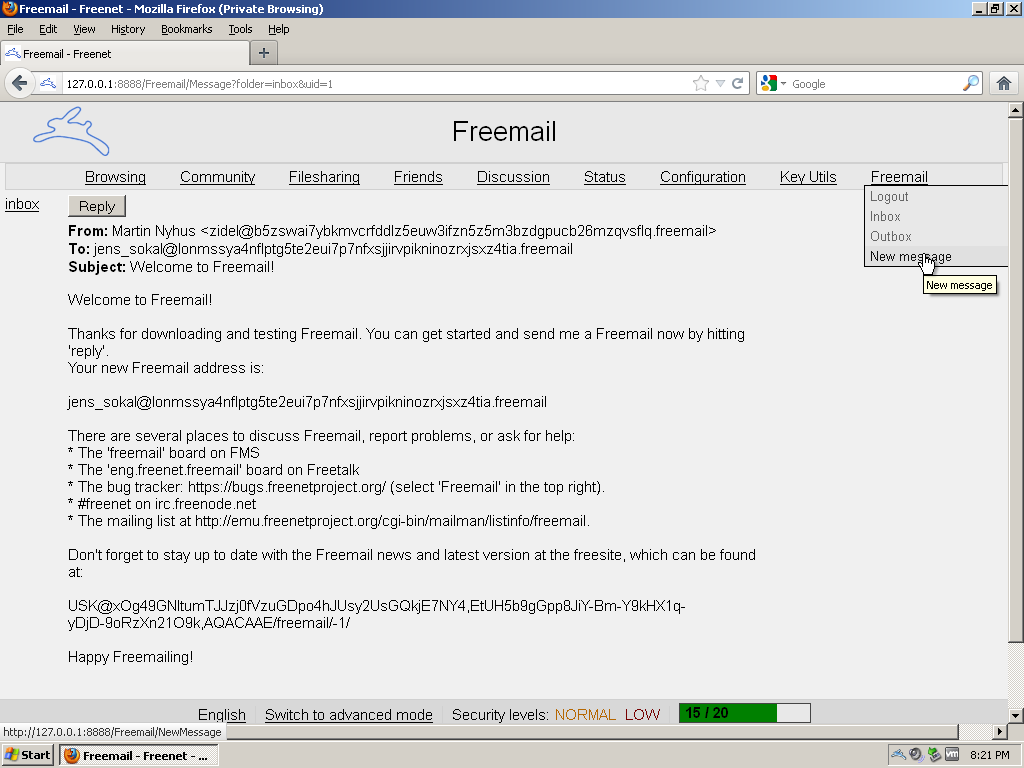 Freemail - Freenet - Mozilla Firefox (Private Browsing)
File Edit View History Bookmarks Tools Help
Freemail - Freenet
127.0.0.1:8888/Freemail/Message?folder=inbox&uid=1
Google
Freemail
Browsing Community Filesharing Friends Discussion Status Configuration Key Utils Freemail
Logout
Inbox
Outbox
New message
New message
inbox
Reply
From: Martin Nyhus <zidel@b5zswai7ybkmvcrfddlz5euw3ifzn5z5m3bzdgpucb26mzqvsflq.freemail>
To: jens_sokal@lonmssya4nflptg5te2eui7p7nfxsjjirvpikninozrxjsxz4tia.freemail
Subject: Welcome to Freemail!
Welcome to Freemail!
Thanks for downloading and testing Freemail. You can get started and send me a Freemail now by hitting
'reply'.
Your new Freemail address is:
jens_sokal@lonmssya4nflptg5te2eui7p7nfxsjjirvpikninozrxjsxz4tia.freemail
There are several places to discuss Freemail, report problems, or ask for help:
* The 'freemail' board on FMS
* The 'eng.freenet.freemail' board on Freetalk
* The bug tracker: https://bugs.freenetproject.org/ (select 'Freemail' in the top right).
* #freenet on irc.freenode.net
* The mailing list at http://emu.freenetproject.org/cgi-bin/mailman/listinfo/freemail.
Don't forget to stay up to date with the Freemail news and latest version at the freesite, which can be found
at:
USK@xOg49GNltumTJJzj0fVzuGDpo4hJUsy2UsGQkjE7NY4,EtUH5b9gGpp8JiY-Bm-Y9kHX1q-
yDjD-9oRzXn21O9k,AQACAAE/freemail/-1/
Happy Freemailing!
English Switch to advanced mode Security levels: NORMAL LOW 15 / 20
http://127.0.0.1:8888/Freemail/NewMessage
Start Freemail - Freenet - ... 8:21 PM